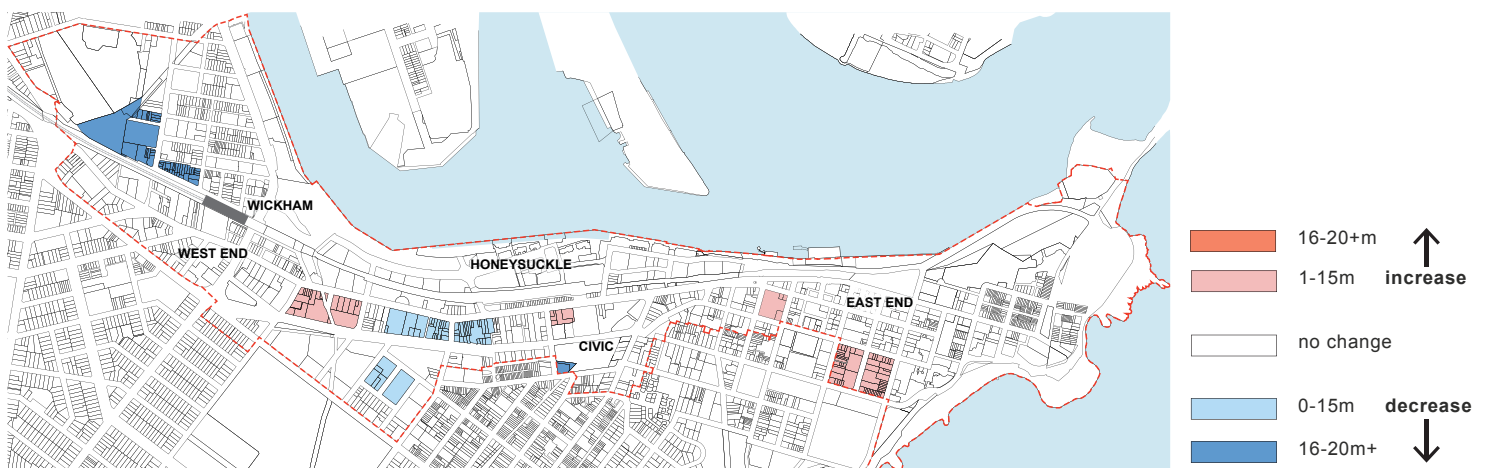 WICKHAM
WEST END
HONEYSUCKLE
EAST END
CIVIC
16-20+m
1-15m increase
no change
0-15m decrease
16-20m+